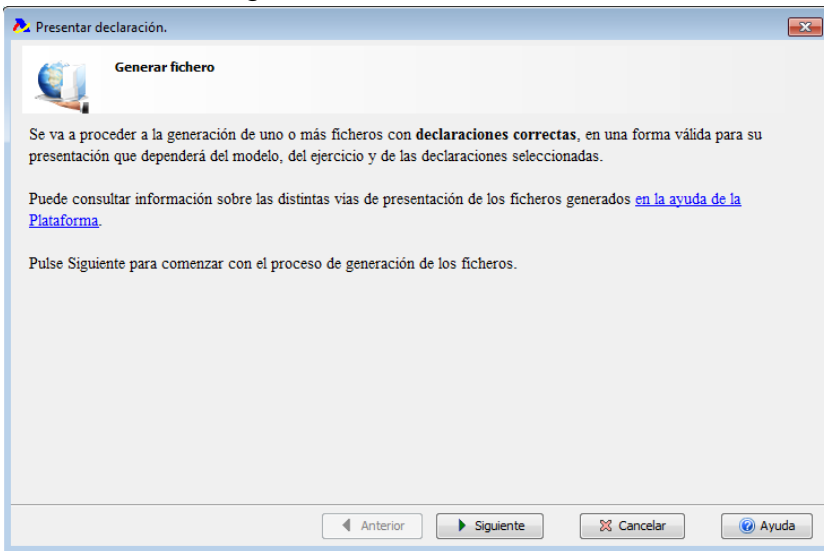 Presentar declaración.
Generar fichero
Se va a proceder a la generación de uno o más ficheros con declaraciones correctas, en una forma válida para su
presentación que dependerá del modelo, del ejercicio y de las declaraciones seleccionadas.
Puede consultar información sobre las distintas vias de presentación de los ficheros generados en la ayuda de la
Plataforma.
Pulse Siguiente para comenzar con el proceso de generación de los ficheros.
Anterior
Siguiente
Cancelar
Ayuda